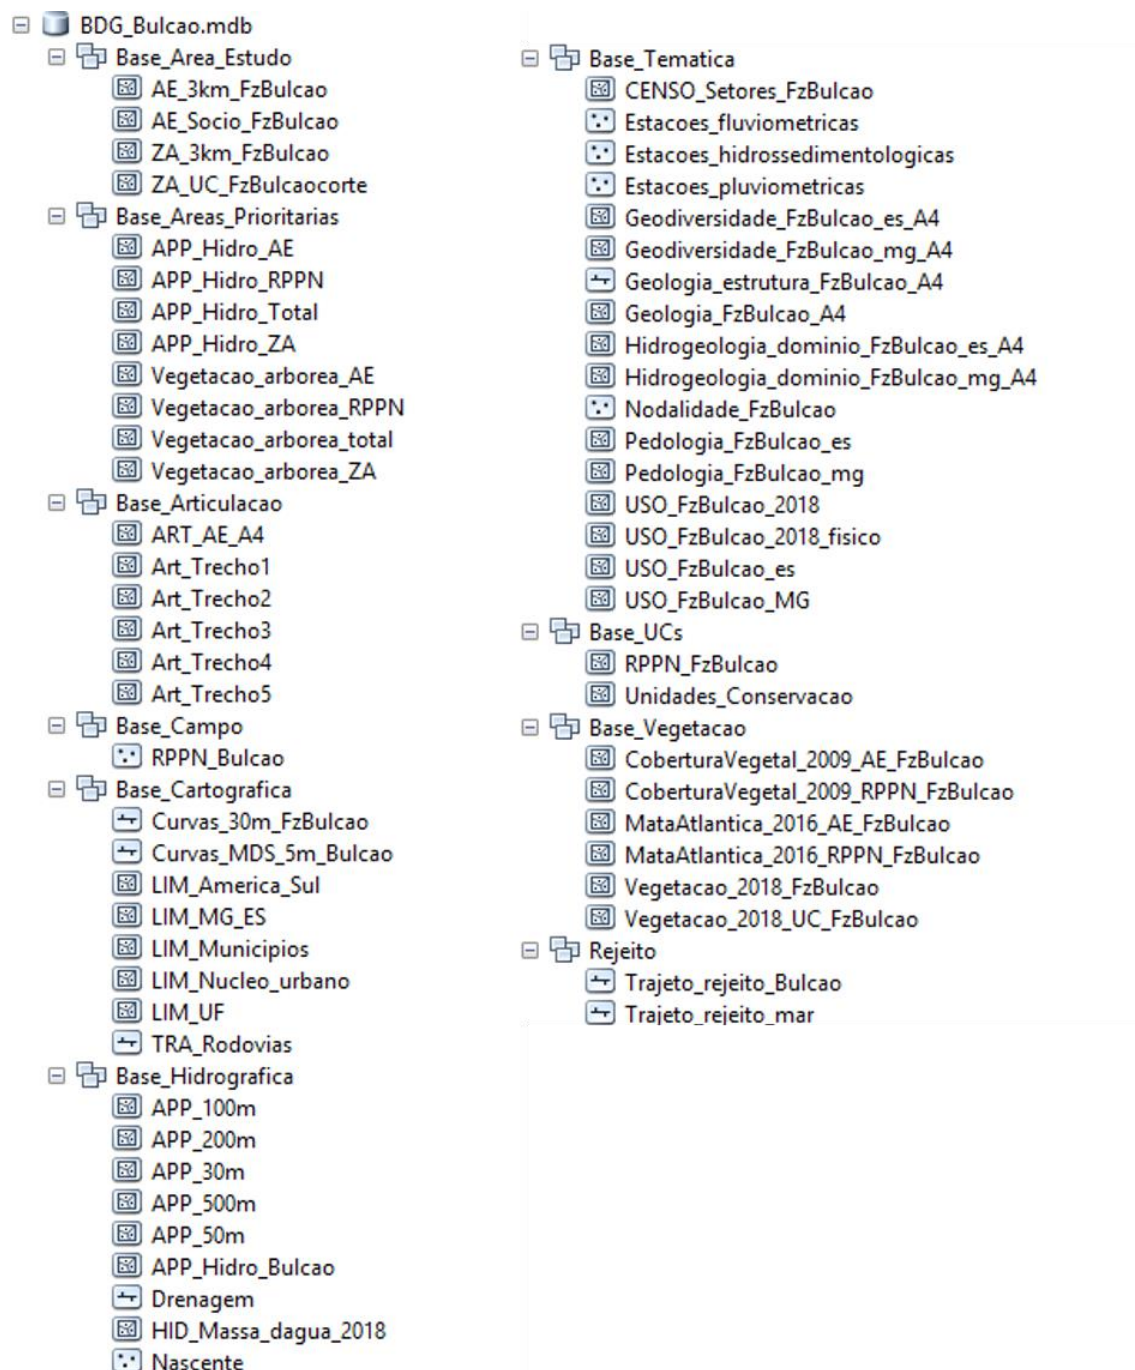 BDG_Bulcao.mdb
Base_Area_Estudo
AE_3km_FzBulcao
AE_Socio_FzBulcao
ZA_3km_FzBulcao
ZA_UC_FzBulcaocorte
Base_Areas_Prioritarias
APP_Hidro_AE
APP_Hidro_RPPN
APP_Hidro_Total
APP_Hidro_ZA
Vegetacao_arborea_AE
Vegetacao_arborea_RPPN
Vegetacao_arborea_total
Vegetacao_arborea_ZA
Base_Articulacao
ART_AE_A4
Art_Trecho1
Art_Trecho2
Art_Trecho3
Art_Trecho4
Art_Trecho5
Base_Campo
RPPN_Bulcao
Base_Cartografica
Curvas_30m_FzBulcao
Curvas_MDS_5m_Bulcao
LIM_America_Sul
LIM_MG_ES
LIM_Municipios
LIM_Nucleo_urbano
LIM_UF
TRA_Rodovias
Base_Hidrografica
APP_100m
APP_200m
APP_30m
APP_500m
APP_50m
APP_Hidro_Bulcao
Drenagem
HID_Massa_dagua_2018
Nascente
Base_Tematica
CENSO_Setores_FzBulcao
Estacoes_fluviometricas
Estacoes_hidrossedimentologicas
Estacoes_pluviometricas
Geodiversidade_FzBulcao_es_A4
Geodiversidade_FzBulcao_mg_A4
Geologia_estrutura_FzBulcao_A4
Geologia_FzBulcao_A4
Hidrogeologia_dominio_FzBulcao_es_A4
Hidrogeologia_dominio_FzBulcao_mg_A4
Nodalidade_FzBulcao
Pedologia_FzBulcao_es
Pedologia_FzBulcao_mg
USO_FzBulcao_2018
USO_FzBulcao_2018_fisico
USO_FzBulcao_es
USO_FzBulcao_MG
Base_UCs
RPPN_FzBulcao
Unidades_Conservacao
Base_Vegetacao
CoberturaVegetal_2009_AE_FzBulcao
CoberturaVegetal_2009_RPPN_FzBulcao
MataAtlantica_2016_AE_FzBulcao
MataAtlantica_2016_RPPN_FzBulcao
Vegetacao_2018_FzBulcao
Vegetacao_2018_UC_FzBulcao
Rejeito
Trajeto_rejeito_Bulcao
Trajeto_rejeito_mar